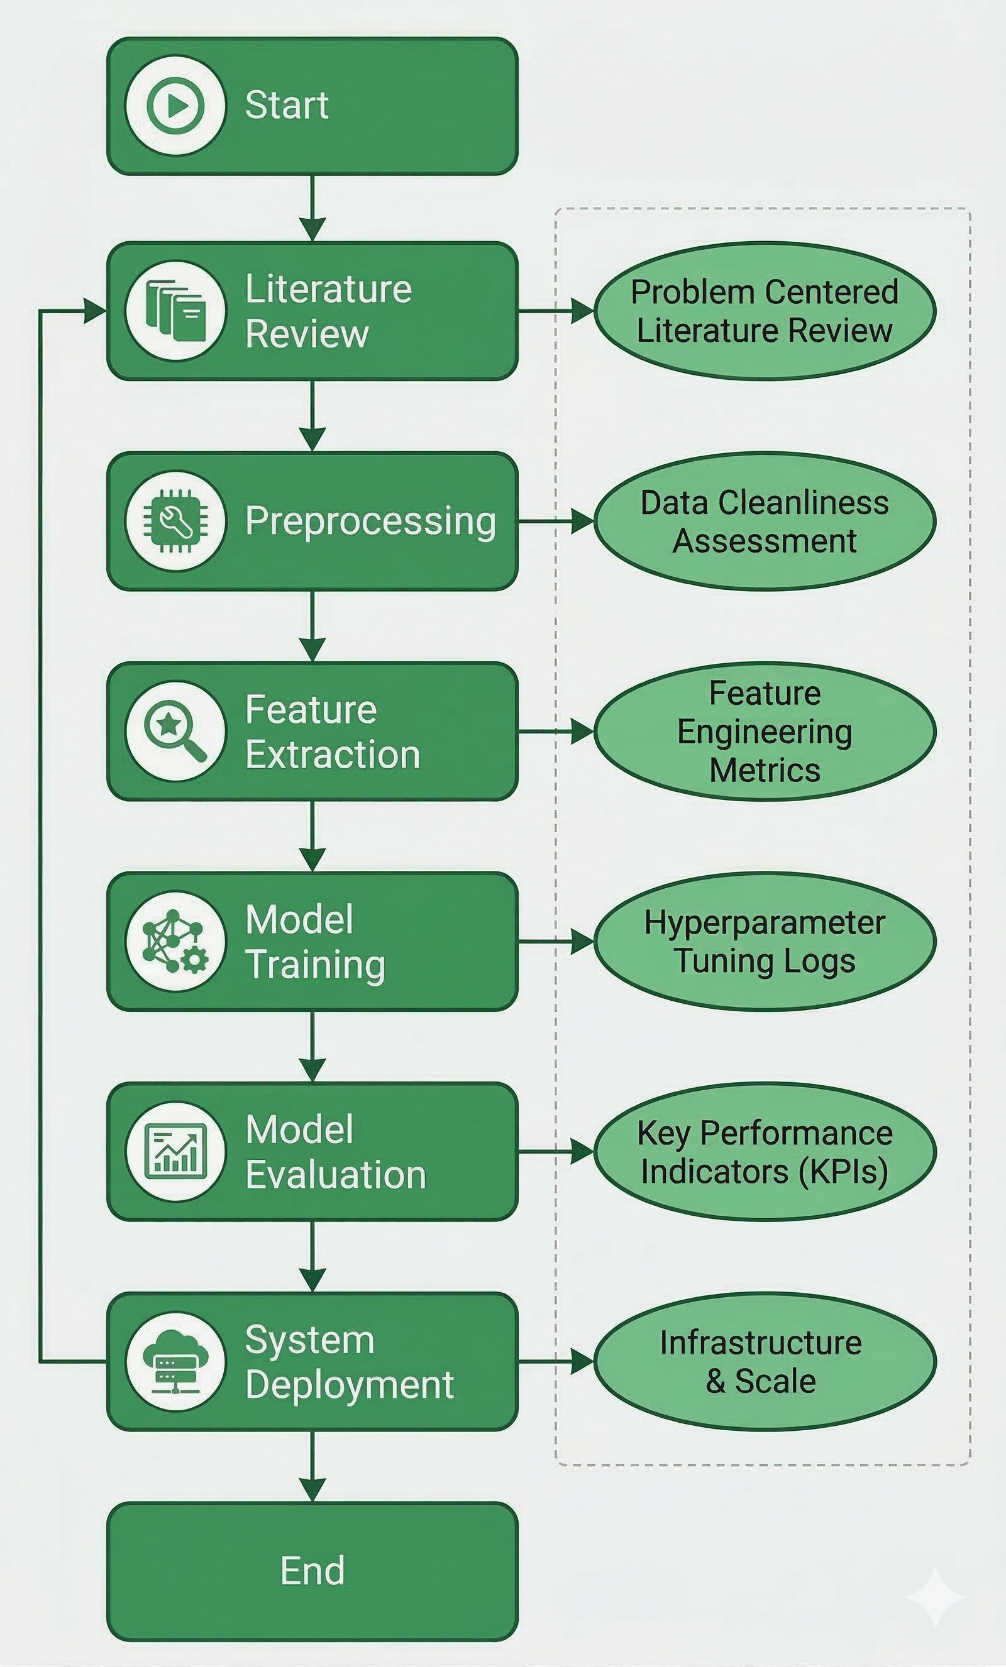 Start
Literature
Review
Problem Centered
Literature Review
Preprocessing
Data Cleanliness
Assessment
Feature
Extraction
Feature
Engineering
Metrics
Model
Training
Hyperparameter
Tuning Logs
Model
Evaluation
Key Performance
Indicators (KPIs)
System
Deployment
Infrastructure
& Scale
End